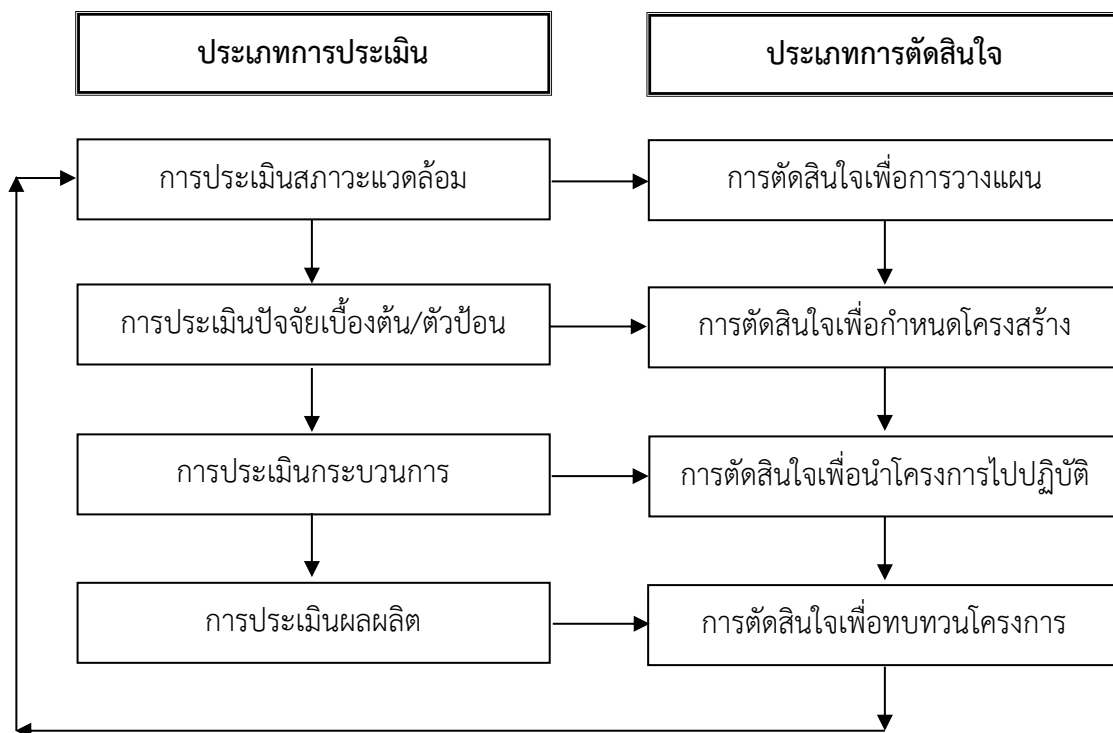 ประเภทการประเมิน
ประเภทการตัดสินใจ
การประเมินสภาวะแวดล้อม
การตัดสินใจเพื่อการวางแผน
การประเมินปัจจัยเบื้องต้น/ตัวป้อน
การตัดสินใจเพื่อกำหนดโครงสร้าง
การประเมินกระบวนการ
การตัดสินใจเพื่อนำโครงการไปปฏิบัติ
การประเมินผลผลิต
การตัดสินใจเพื่อทบทวนโครงการ